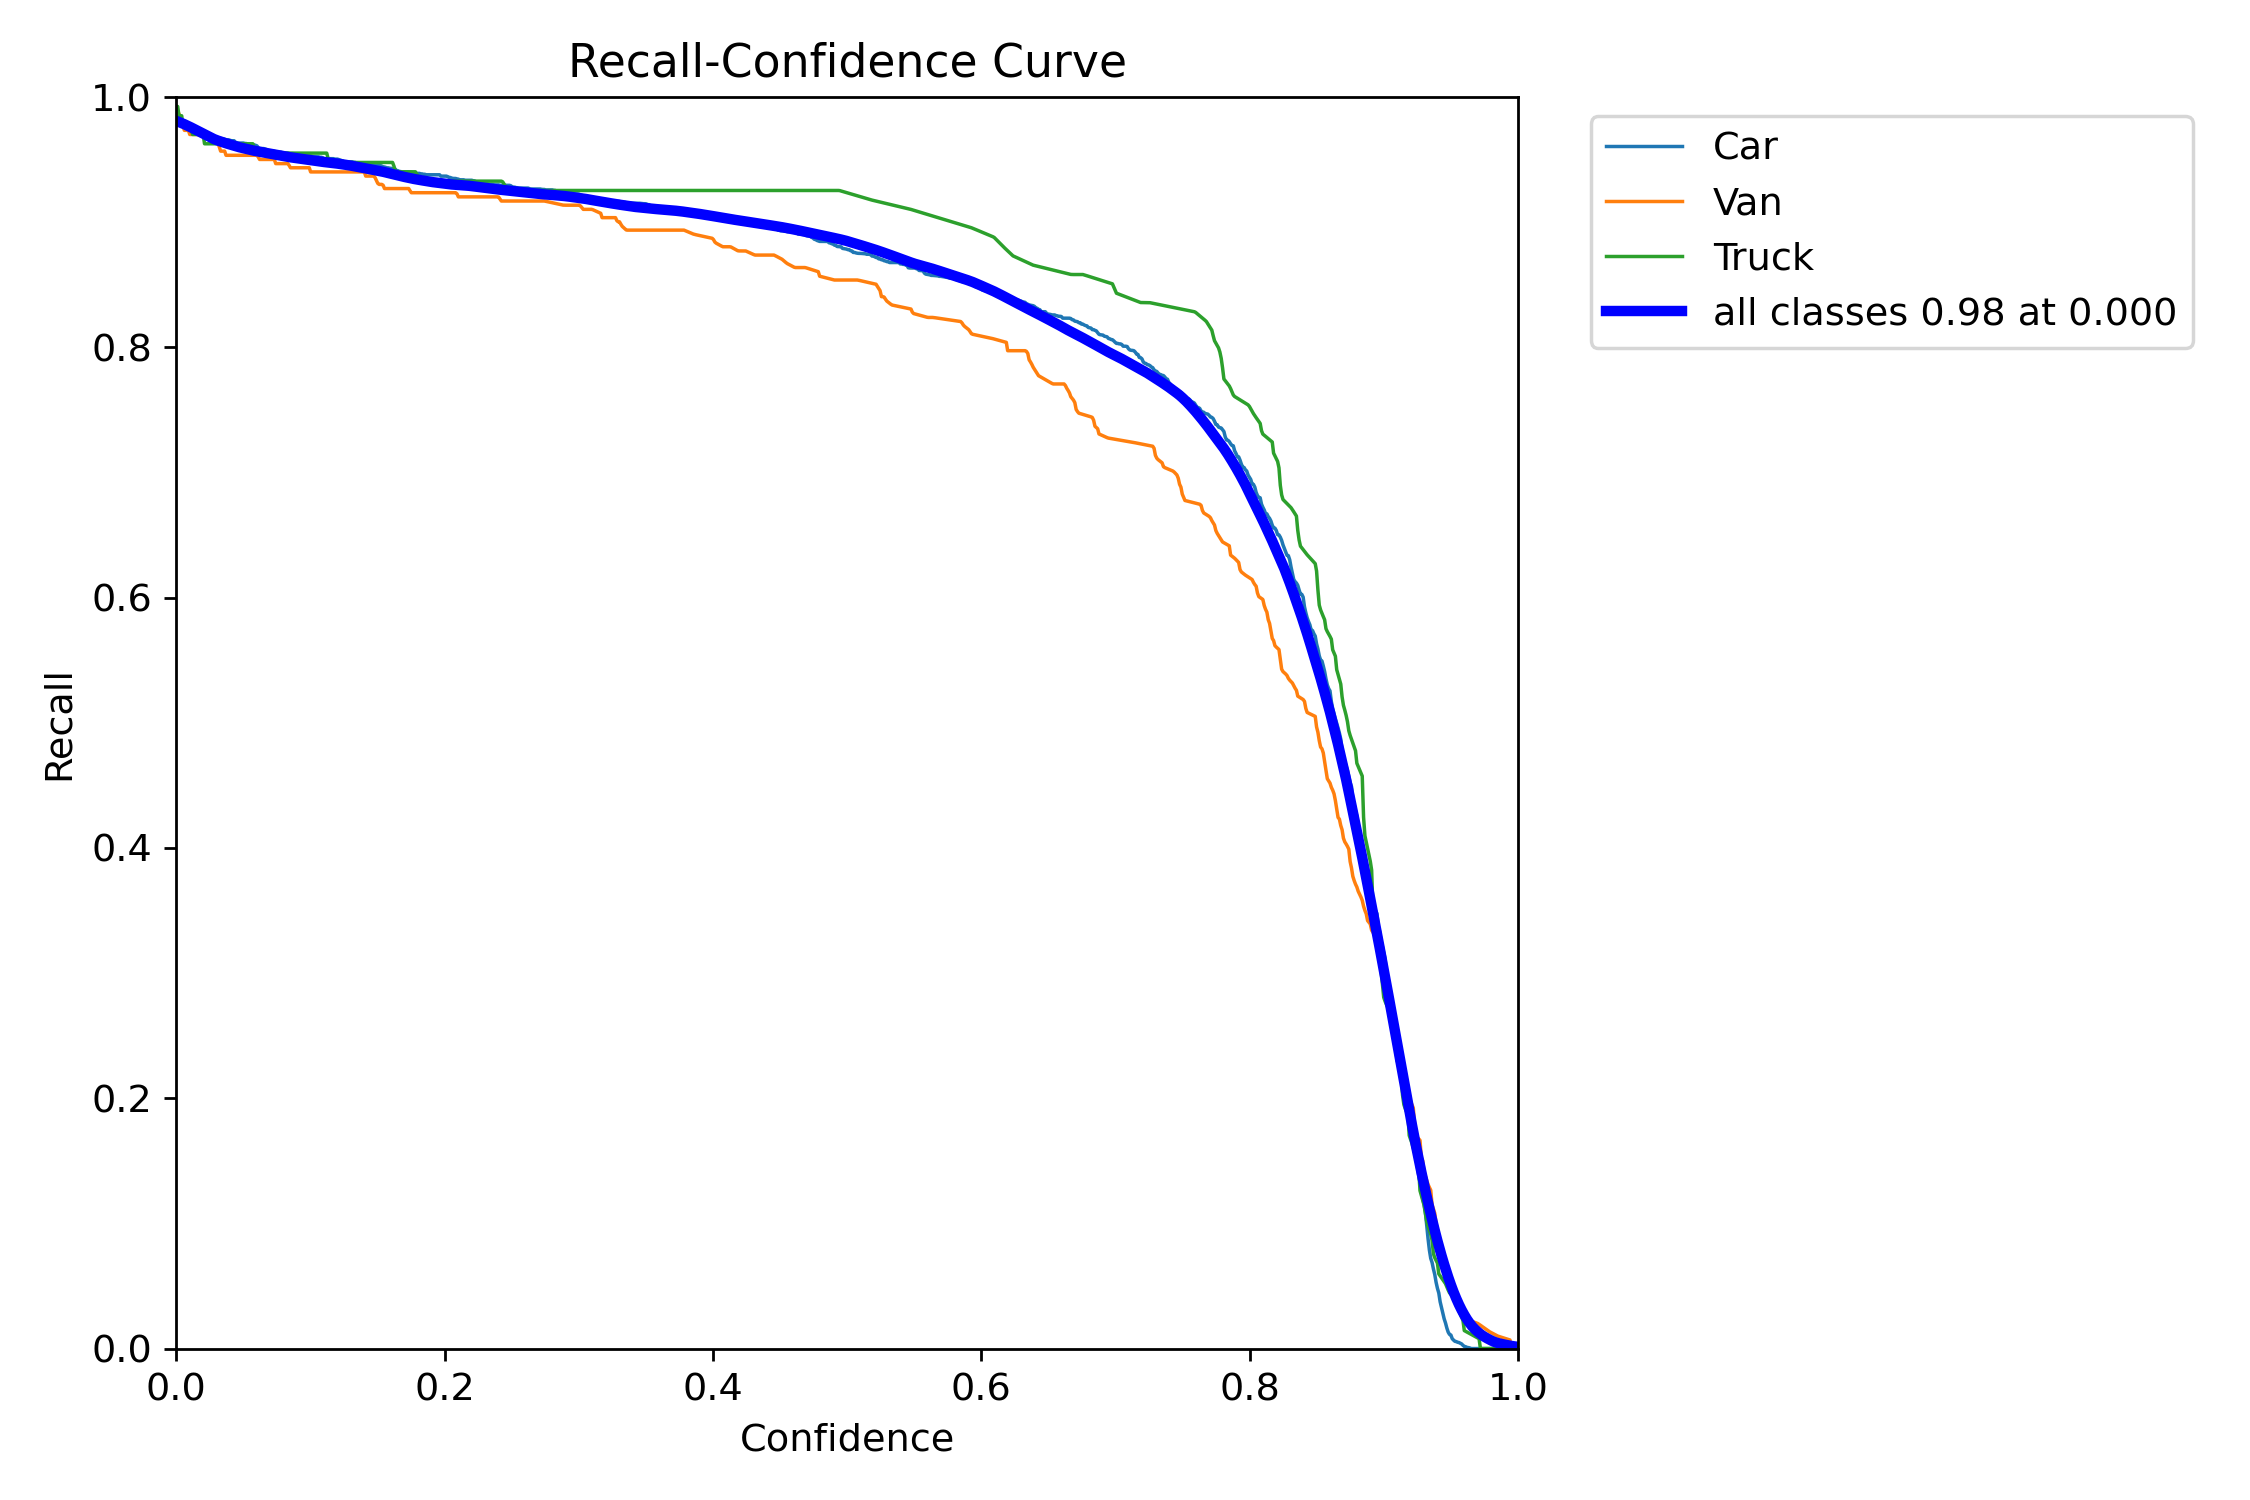 Recall-Confidence Curve
1.0
0.8
0.6
0.4
0.2
0.0
Recall
0.0 0.2 0.4 0.6 0.8 1.0
Confidence
Car
Van
Truck
all classes 0.98 at 0.000